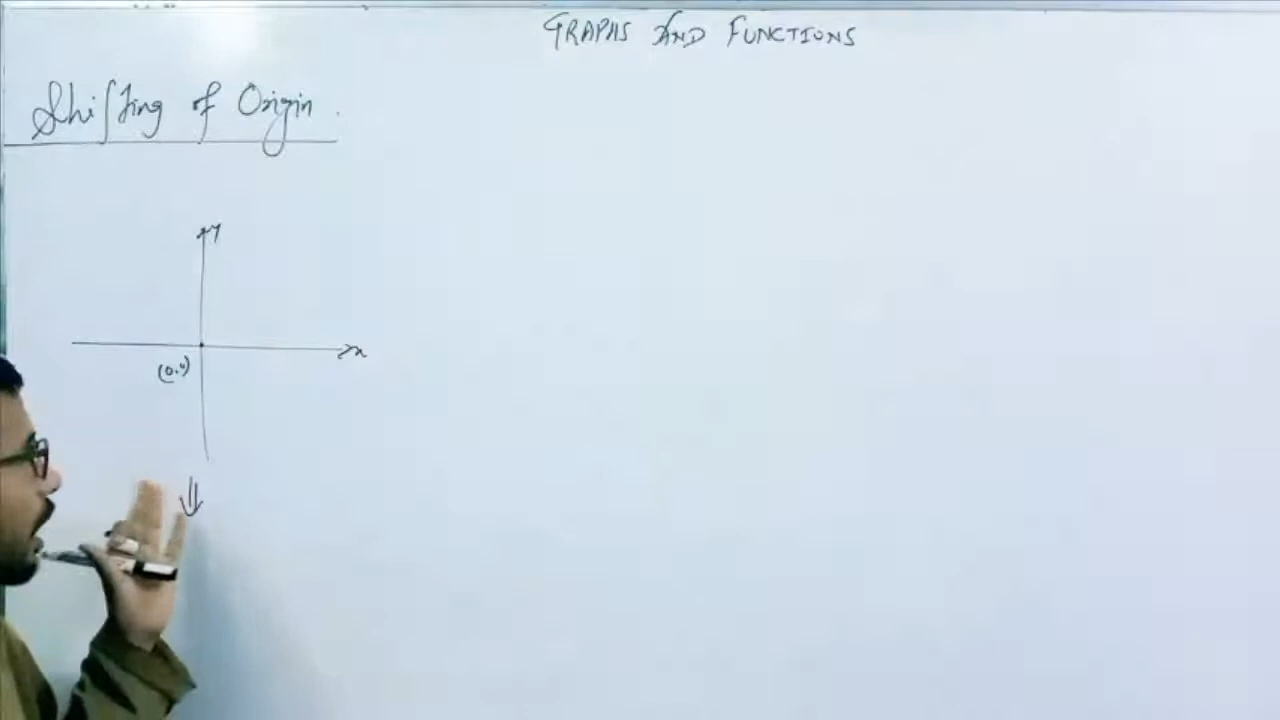 GRAPHS AND FUNCTIONS
Shifting of Origin.
y
x
(0,0)